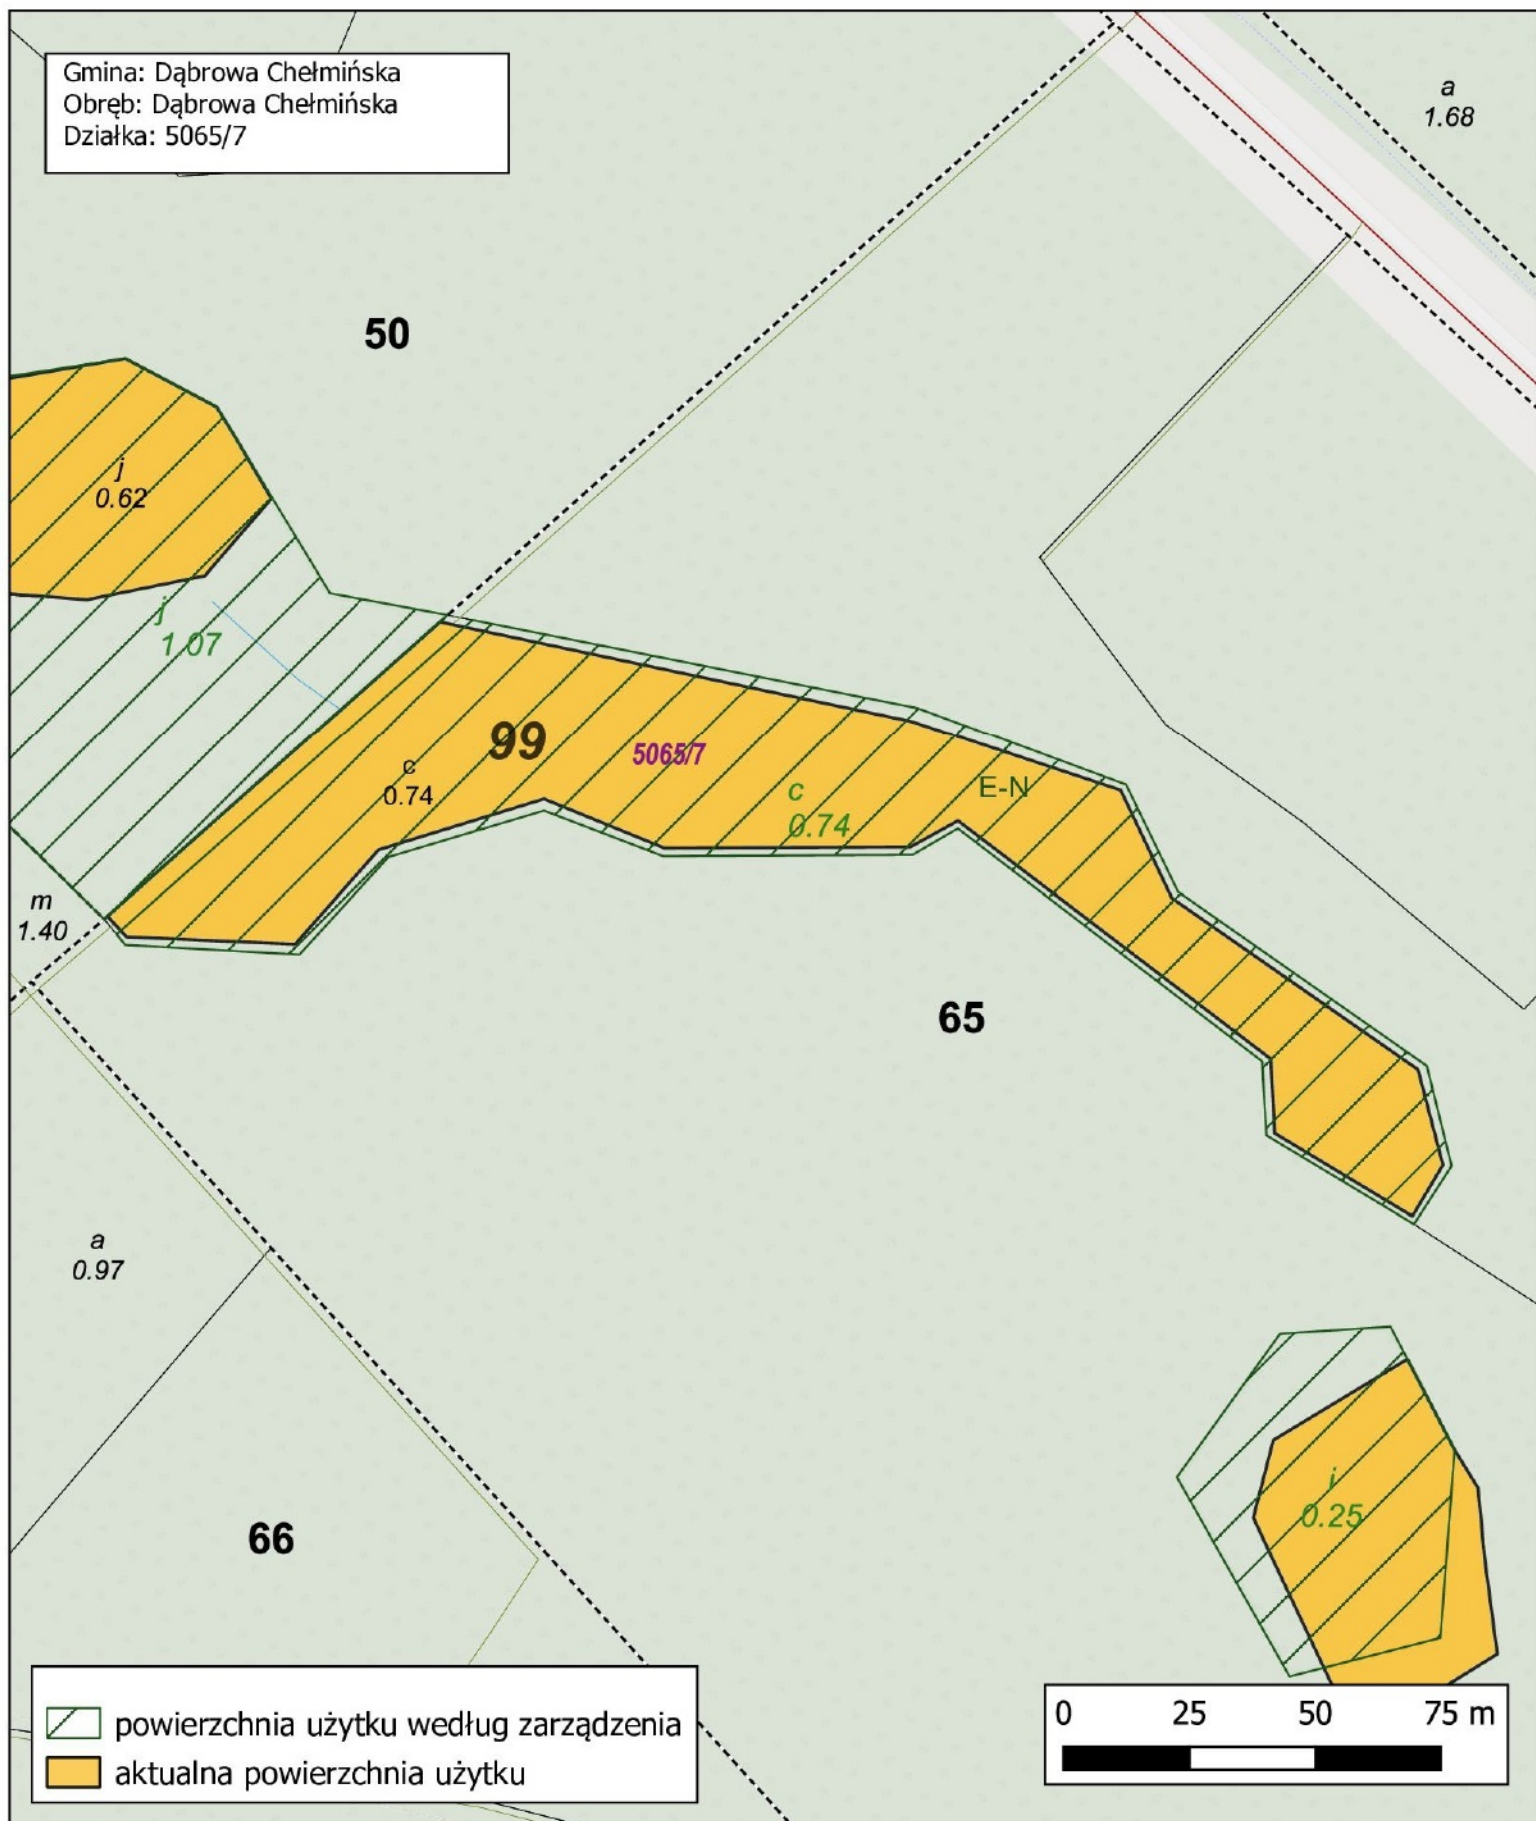 Gmina: Dąbrowa Chełmińska
Obręb: Dąbrowa Chełmińska
Działka: 5065/7
a
1.68
50
j
0.62
j
1.07
99
5065/7
c
0.74
c
0.74
E-N
m
1.40
65
a
0.97
i
0.25
66
powierzchnia użytku według zarządzenia
aktualna powierzchnia użytku
0 25 50 75 m